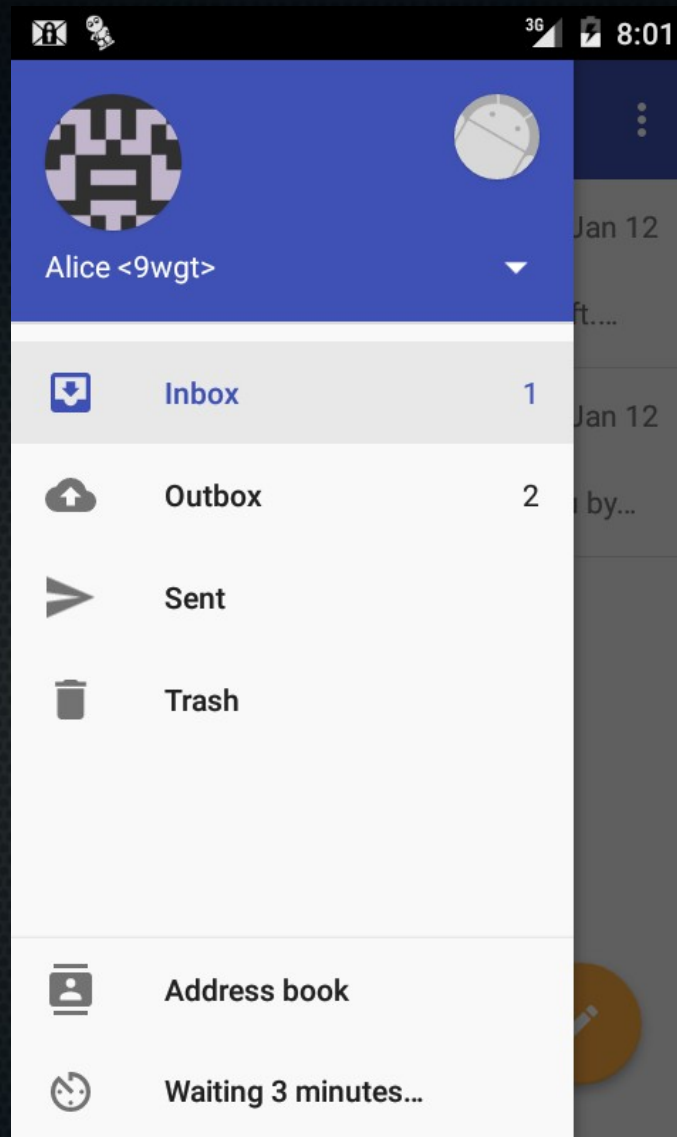 3G 8:01
Jan 12
Alice <9wgt>
ft.…
Inbox 1
Jan 12
Outbox 2
by…
Sent
Trash
Address book
Waiting 3 minutes…